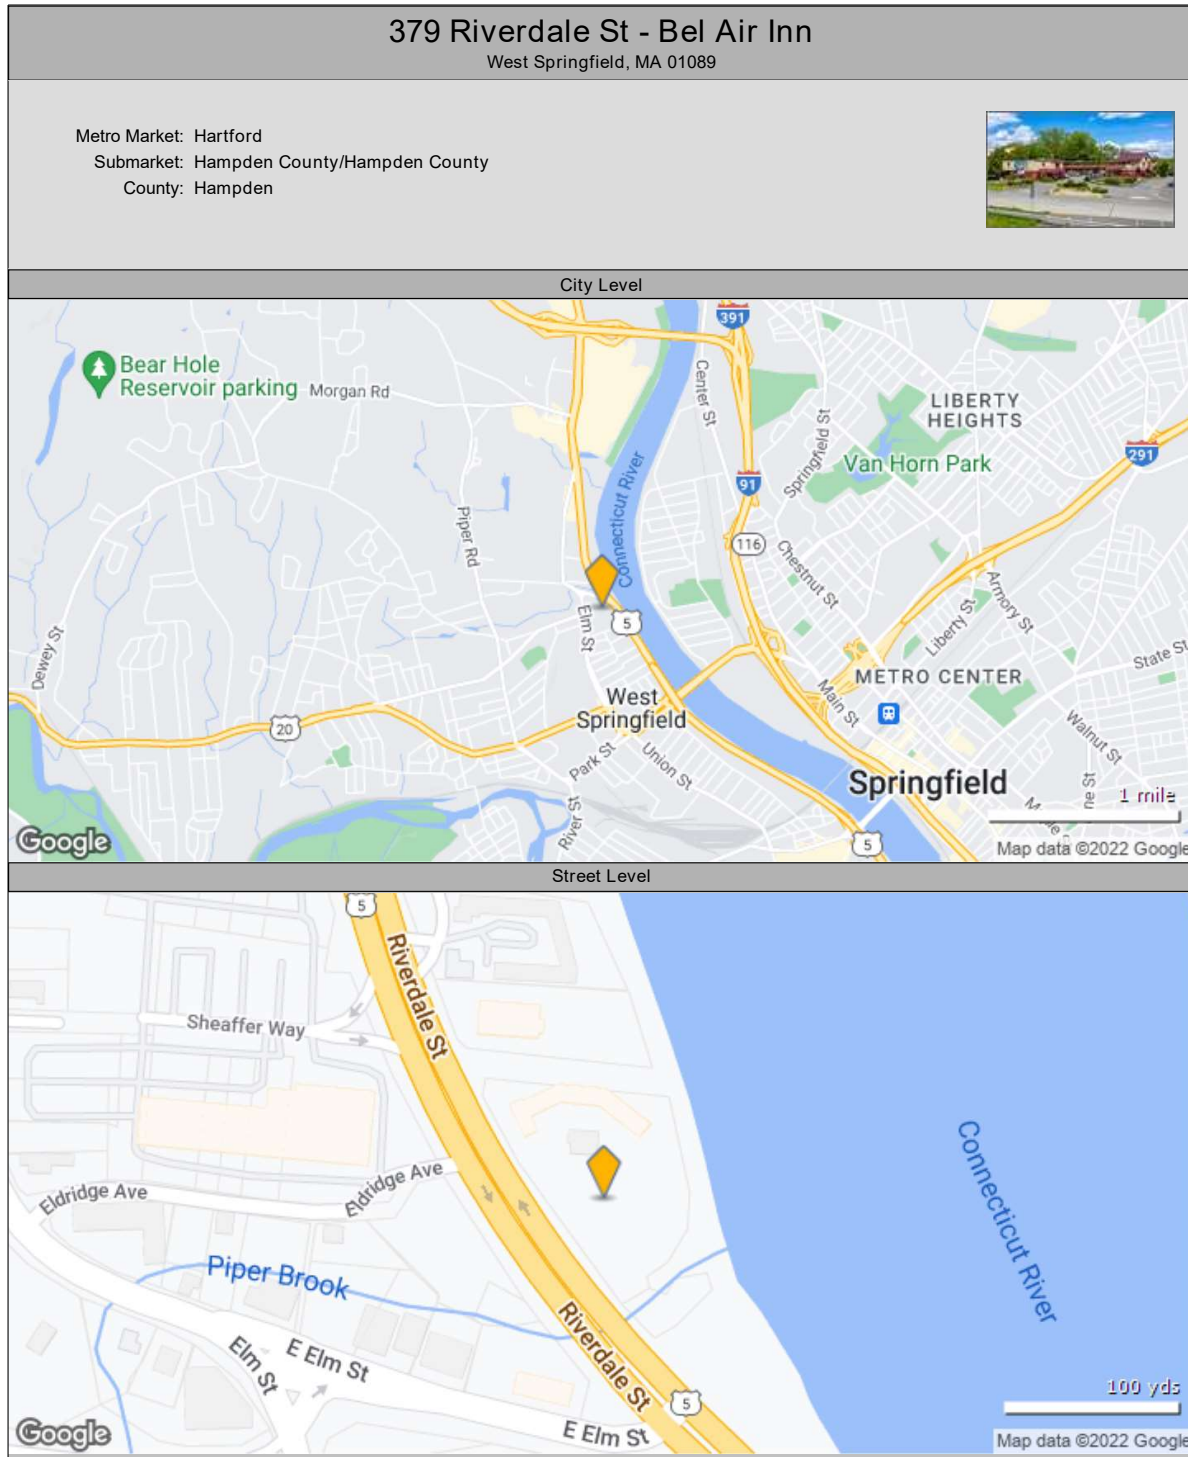 379 Riverdale St - Bel Air Inn
West Springfield, MA 01089
Metro Market: Hartford
Submarket: Hampden County/Hampden County
County: Hampden
City Level
391
Bear Hole
Reservoir parking
Morgan Rd
Center St
LIBERTY
HEIGHTS
Springfield St
291
Van Horn Park
91
Connecticut River
Piper Rd
116
Chestnut St
Armory St
Elm St
5
Liberty St
Dewey St
State St
METRO CENTER
West
Springfield
Main St
20
Walnut St
Park St
Union St
Springfield
ne St
1 mile
River St
5
Google
Map data ©2022 Google
Street Level
5
Riverdale St
Sheaffer Way
Eldridge Ave
Eldridge Ave
Connecticut River
Piper Brook
Riverdale St
Elm St
E Elm St
100 yds
5
E Elm St
Google
Map data ©2022 Google